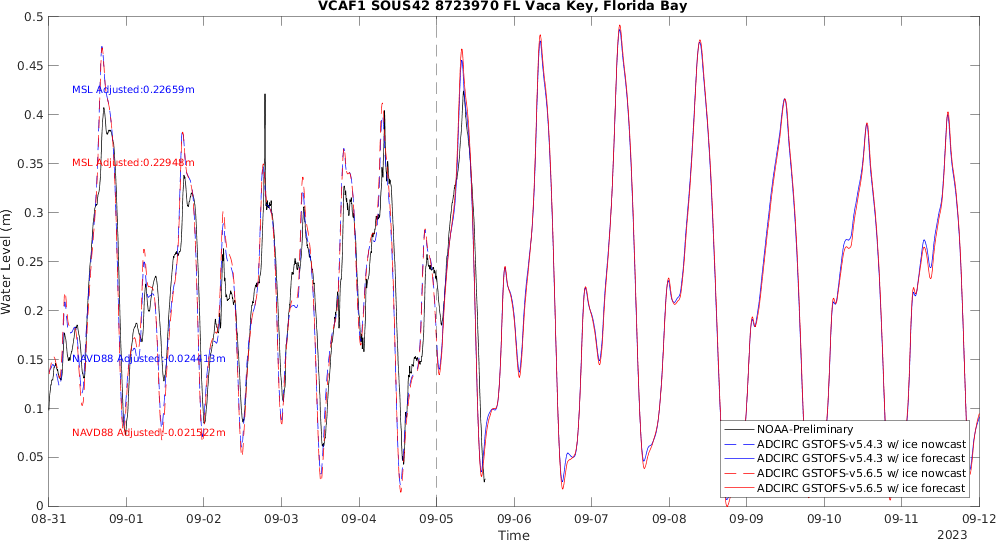 VCAF1 SOUS42 8723970 FL Vaca Key, Florida Bay
0.5
0.45
0.4
0.35
0.3
0.25
0.2
0.15
0.1
0.05
0
Water Level (m)
MSL Adjusted:0.22659m
MSL Adjusted:0.22948m
NAVD88 Adjusted:-0.024413m
NAVD88 Adjusted:-0.021522m
NOAA-Preliminary
ADCIRC GSTOFS-v5.4.3 w/ ice nowcast
ADCIRC GSTOFS-v5.4.3 w/ ice forecast
ADCIRC GSTOFS-v5.6.5 w/ ice nowcast
ADCIRC GSTOFS-v5.6.5 w/ ice forecast
08-31 09-01 09-02 09-03 09-04 09-05 09-06 09-07 09-08 09-09 09-10 09-11 09-12
Time
2023